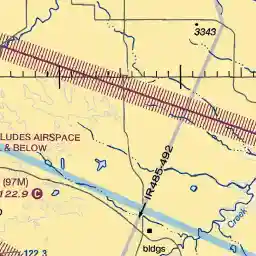 3343
LUDES AIRSPACE
& BELOW
IR485-492
(97M)
122.9 C
Creek
bldgs
122.3